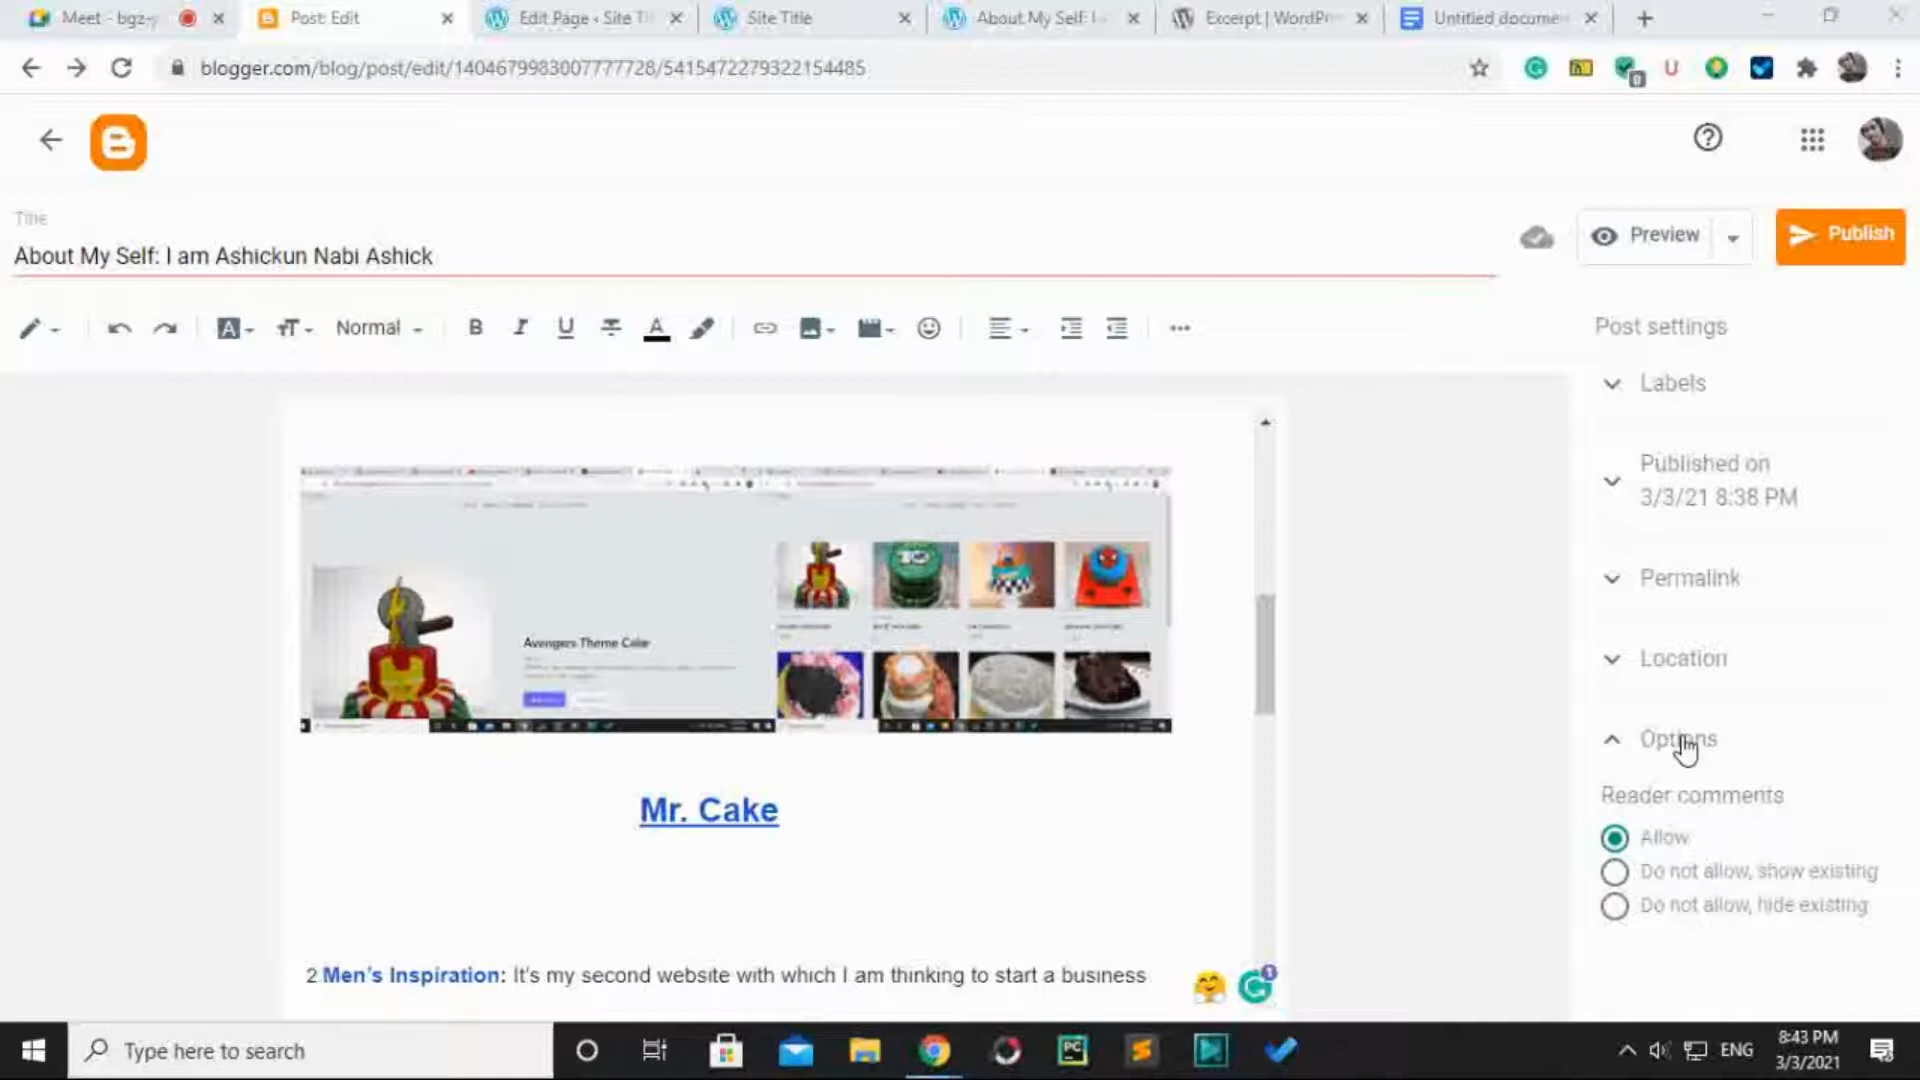 Meet - bgz-
Post: Edit
Edit Page ‹ Site Ti
Site Title
About My Self: I
Excerpt | WordPr
Untitled docume
blogger.com/blog/post/edit/1404679983007777728/5415472279322154485
0
Title
About My Self: I am Ashickun Nabi Ashick
Preview
Publish
Normal
Post settings
Labels
Published on
3/3/21 8:38 PM
Permalink
Location
Options
Reader comments
Allow
Do not allow, show existing
Do not allow, hide existing
Avengers Theme Cake
Mr. Cake
2 Men's Inspiration: It's my second website with which I am thinking to start a business
1
Type here to search
ENG
8:43 PM
3/3/2021